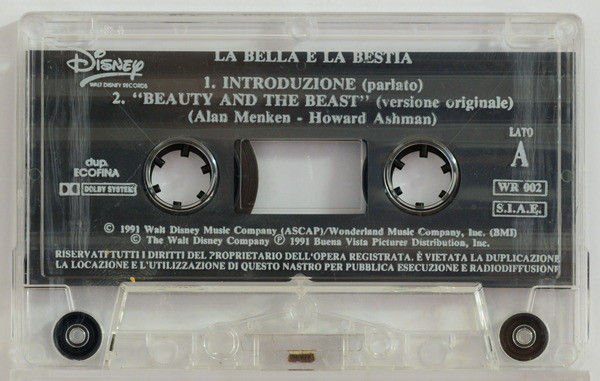 LA BELLA E LA BESTIA
Disney
WALT DISNEY RECORDS
1. INTRODUZIONE (parlato)
2. "BEAUTY AND THE BEAST" (versione originale)
(Alan Menken - Howard Ashman)
LATO
A
dup.
ECOFINA
DOLBY SYSTEM
WR 002
S.I.A.E.
© 1991 Walt Disney Music Company (ASCAP)/Wonderland Music Company, Inc. (BMI)
© The Walt Disney Company Ⓟ 1991 Buena Vista Pictures Distribution, Inc.
RISERVATI TUTTI I DIRITTI DEL PROPRIETARIO DELL'OPERA REGISTRATA. È VIETATA LA DUPLICAZIONE
LA LOCAZIONE E L'UTILIZZAZIONE DI QUESTO NASTRO PER PUBBLICA ESECUZIONE E RADIODIFFUSIONE